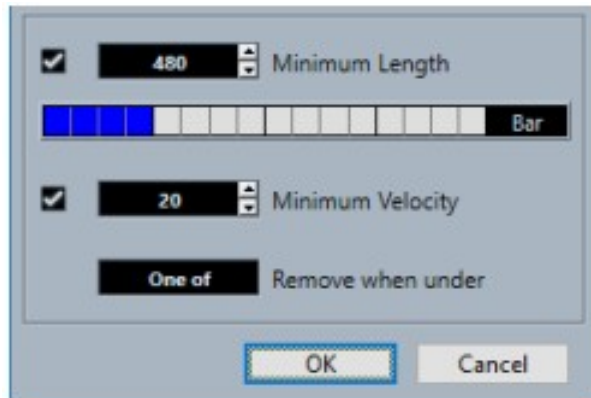 480 Minimum Length
Bar
20 Minimum Velocity
One of Remove when under
OK Cancel